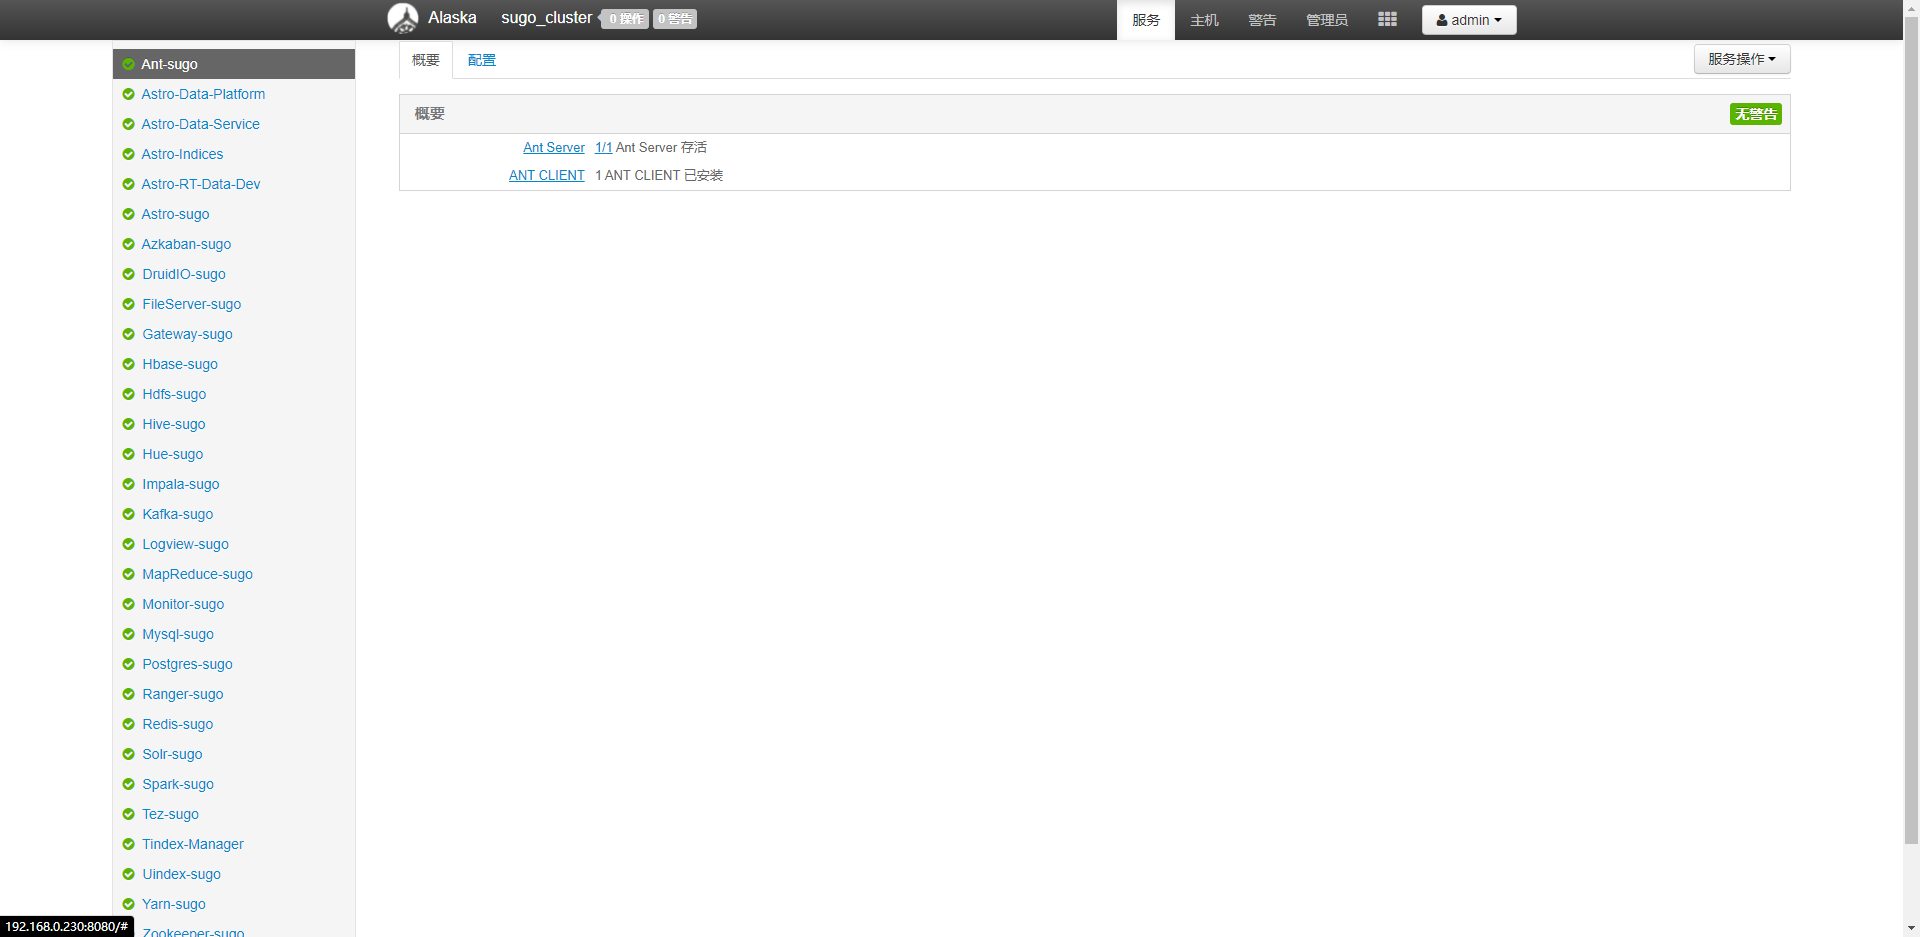 Alaska sugo_cluster 0 操作 0 警告 服务 主机 警告 管理员 admin
Ant-sugo
Astro-Data-Platform
Astro-Data-Service
Astro-Indices
Astro-RT-Data-Dev
Astro-sugo
Azkaban-sugo
DruidIO-sugo
FileServer-sugo
Gateway-sugo
Hbase-sugo
Hdfs-sugo
Hive-sugo
Hue-sugo
Impala-sugo
Kafka-sugo
Logview-sugo
MapReduce-sugo
Monitor-sugo
Mysql-sugo
Postgres-sugo
Ranger-sugo
Redis-sugo
Solr-sugo
Spark-sugo
Tez-sugo
Tindex-Manager
Uindex-sugo
Yarn-sugo
Zookeeper-sugo
概要 配置 服务操作
概要 无警告
Ant Server 1/1 Ant Server 存活
ANT CLIENT 1 ANT CLIENT 已安装
192.168.0.230:8080/#